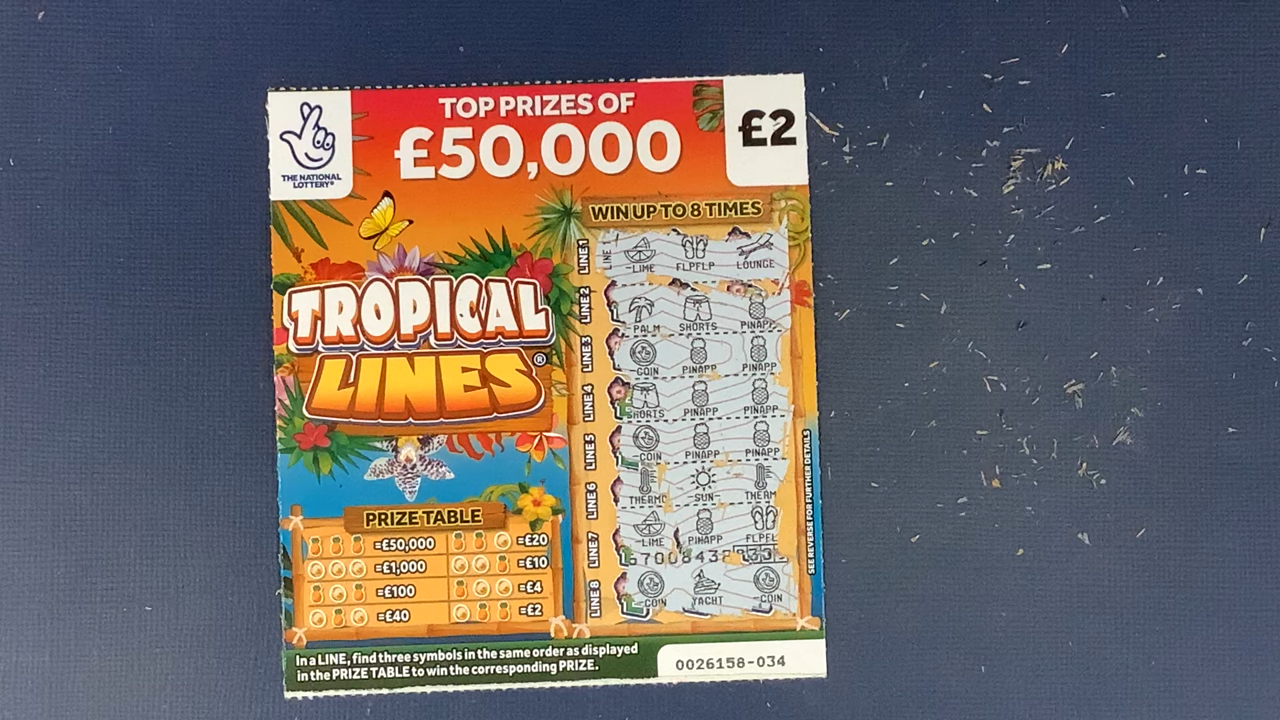 TOP PRIZES OF
£50,000
£2
THE NATIONAL
LOTTERY®
WIN UP TO 8 TIMES
TROPICAL
LINES®
LINE 1
LINE 1
LIME FLPFLP LOUNGE
LINE 2
PALM SHORTS PINAPP
LINE 3
COIN PINAPP PINAPP
LINE 4
SHORTS PINAPP PINAPP
LINE 5
COIN PINAPP PINAPP
LINE 6
THERMO SUN THERM
LINE 7
LIME PINAPP FLPFL
LINE 8
COIN YACHT COIN
PRIZE TABLE
=£50,000 =£20
=£1,000 =£10
=£100 =£4
=£40 =£2
SEE REVERSE FOR FURTHER DETAILS
In a LINE, find three symbols in the same order as displayed
in the PRIZE TABLE to win the corresponding PRIZE.
0026158-034